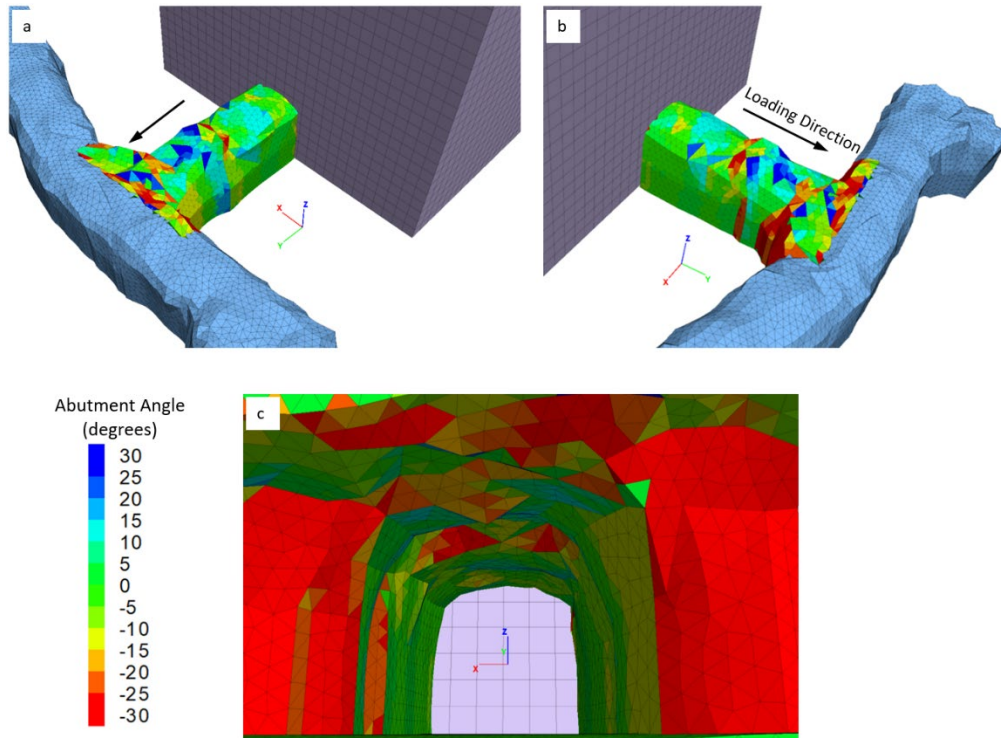 a
b
Loading Direction
X
Z
Y
Z
X
Y
Abutment Angle
(degrees)
30
25
20
15
10
5
0
-5
-10
-15
-20
-25
-30
c
Z
Y
X